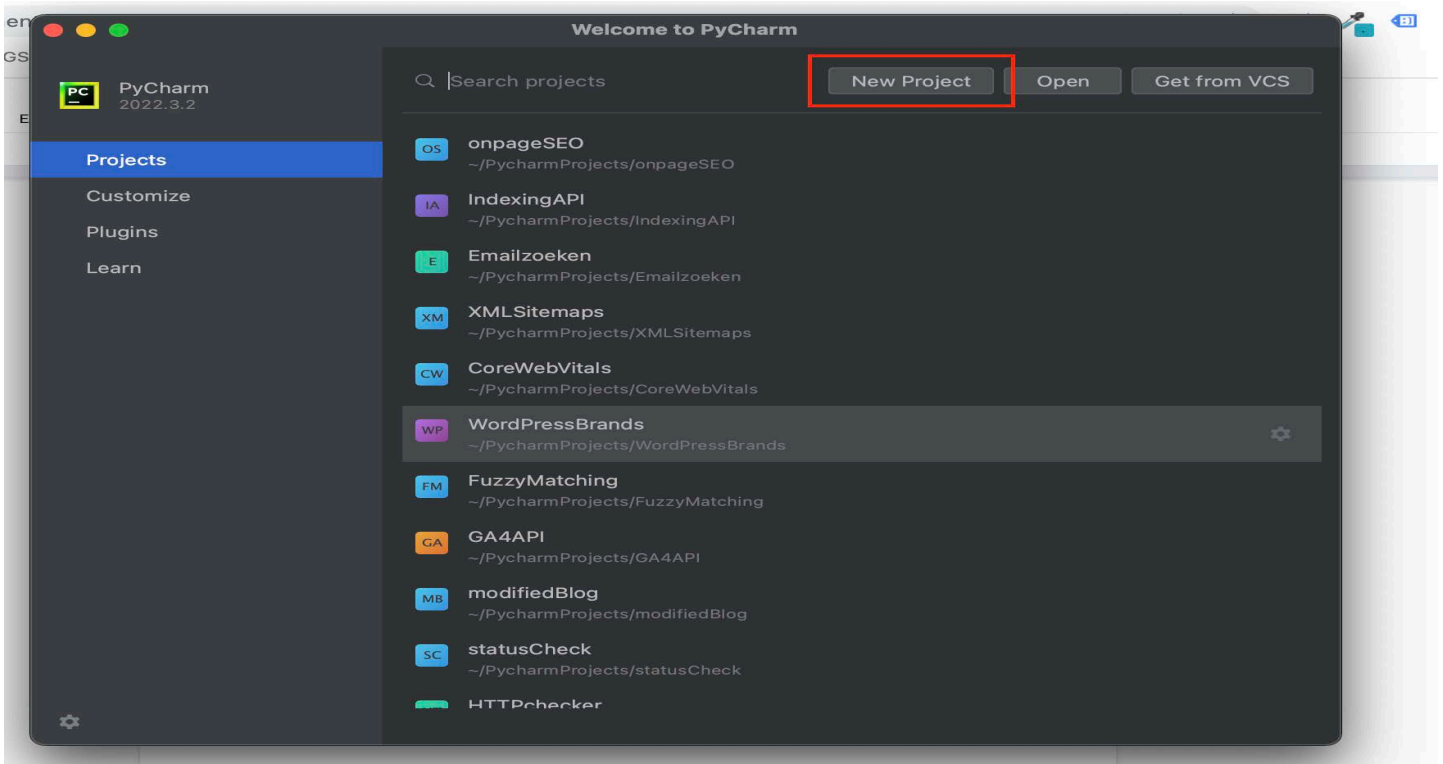 en
GS
E
Welcome to PyCharm
PC
PyCharm
2022.3.2
Search projects
New Project
Open
Get from VCS
Projects
Customize
Plugins
Learn
OS
onpageSEO
~/PycharmProjects/onpageSEO
IA
IndexingAPI
~/PycharmProjects/IndexingAPI
E
Emailzoeken
~/PycharmProjects/Emailzoeken
XM
XMLSitemaps
~/PycharmProjects/XMLSitemaps
CW
CoreWebVitals
~/PycharmProjects/CoreWebVitals
WP
WordPressBrands
~/PycharmProjects/WordPressBrands
FM
FuzzyMatching
~/PycharmProjects/FuzzyMatching
GA
GA4API
~/PycharmProjects/GA4API
MB
modifiedBlog
~/PycharmProjects/modifiedBlog
SC
statusCheck
~/PycharmProjects/statusCheck
HTTPchecker